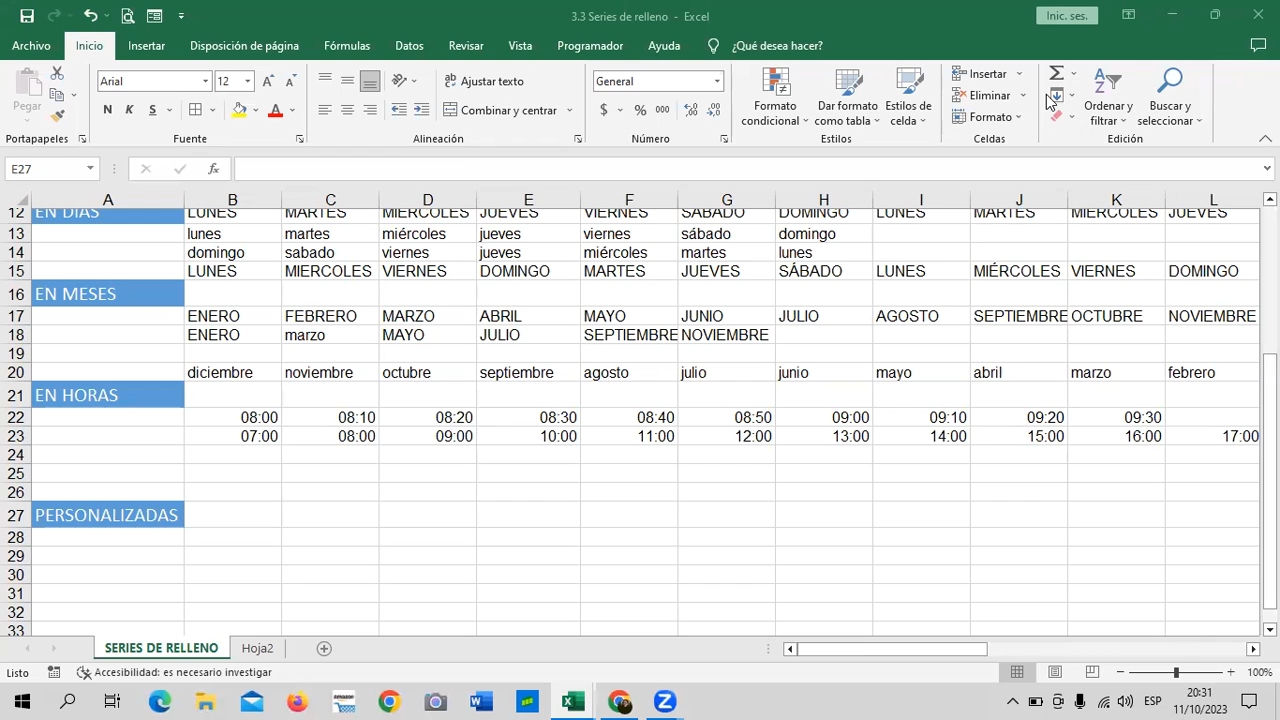 3.3 Series de relleno - Excel
Inic. ses.
Archivo Inicio Insertar Disposición de página Fórmulas Datos Revisar Vista Programador Ayuda ¿Qué desea hacer?
Pegar
Portapapeles
Arial 12
N K S
Fuente
Ajustar texto
Combinar y centrar
Alineación
General
$ % 000
Número
Formato condicional
Dar formato como tabla
Estilos de celda
Estilos
Insertar
Eliminar
Formato
Celdas
Ordenar y filtrar
Buscar y seleccionar
Edición
E27
fx
A B C D E F G H I J K L
12 EN DIAS LUNES MARTES MIERCOLES JUEVES VIERNES SABADO DOMINGO LUNES MARTES MIERCOLES JUEVES
13 lunes martes miércoles jueves viernes sábado domingo
14 domingo sabado viernes jueves miércoles martes lunes
15 LUNES MIERCOLES VIERNES DOMINGO MARTES JUEVES SÁBADO LUNES MIÉRCOLES VIERNES DOMINGO
16 EN MESES
17 ENERO FEBRERO MARZO ABRIL MAYO JUNIO JULIO AGOSTO SEPTIEMBRE OCTUBRE NOVIEMBRE
18 ENERO marzo MAYO JULIO SEPTIEMBRE NOVIEMBRE
19
20 diciembre noviembre octubre septiembre agosto julio junio mayo abril marzo febrero
21 EN HORAS
22 08:00 08:10 08:20 08:30 08:40 08:50 09:00 09:10 09:20 09:30
23 07:00 08:00 09:00 10:00 11:00 12:00 13:00 14:00 15:00 16:00 17:00
24
25
26
27 PERSONALIZADAS
28
29
30
31
32
33
SERIES DE RELLENO Hoja2
Listo Accesibilidad: es necesario investigar 100%
ESP 20:31
11/10/2023